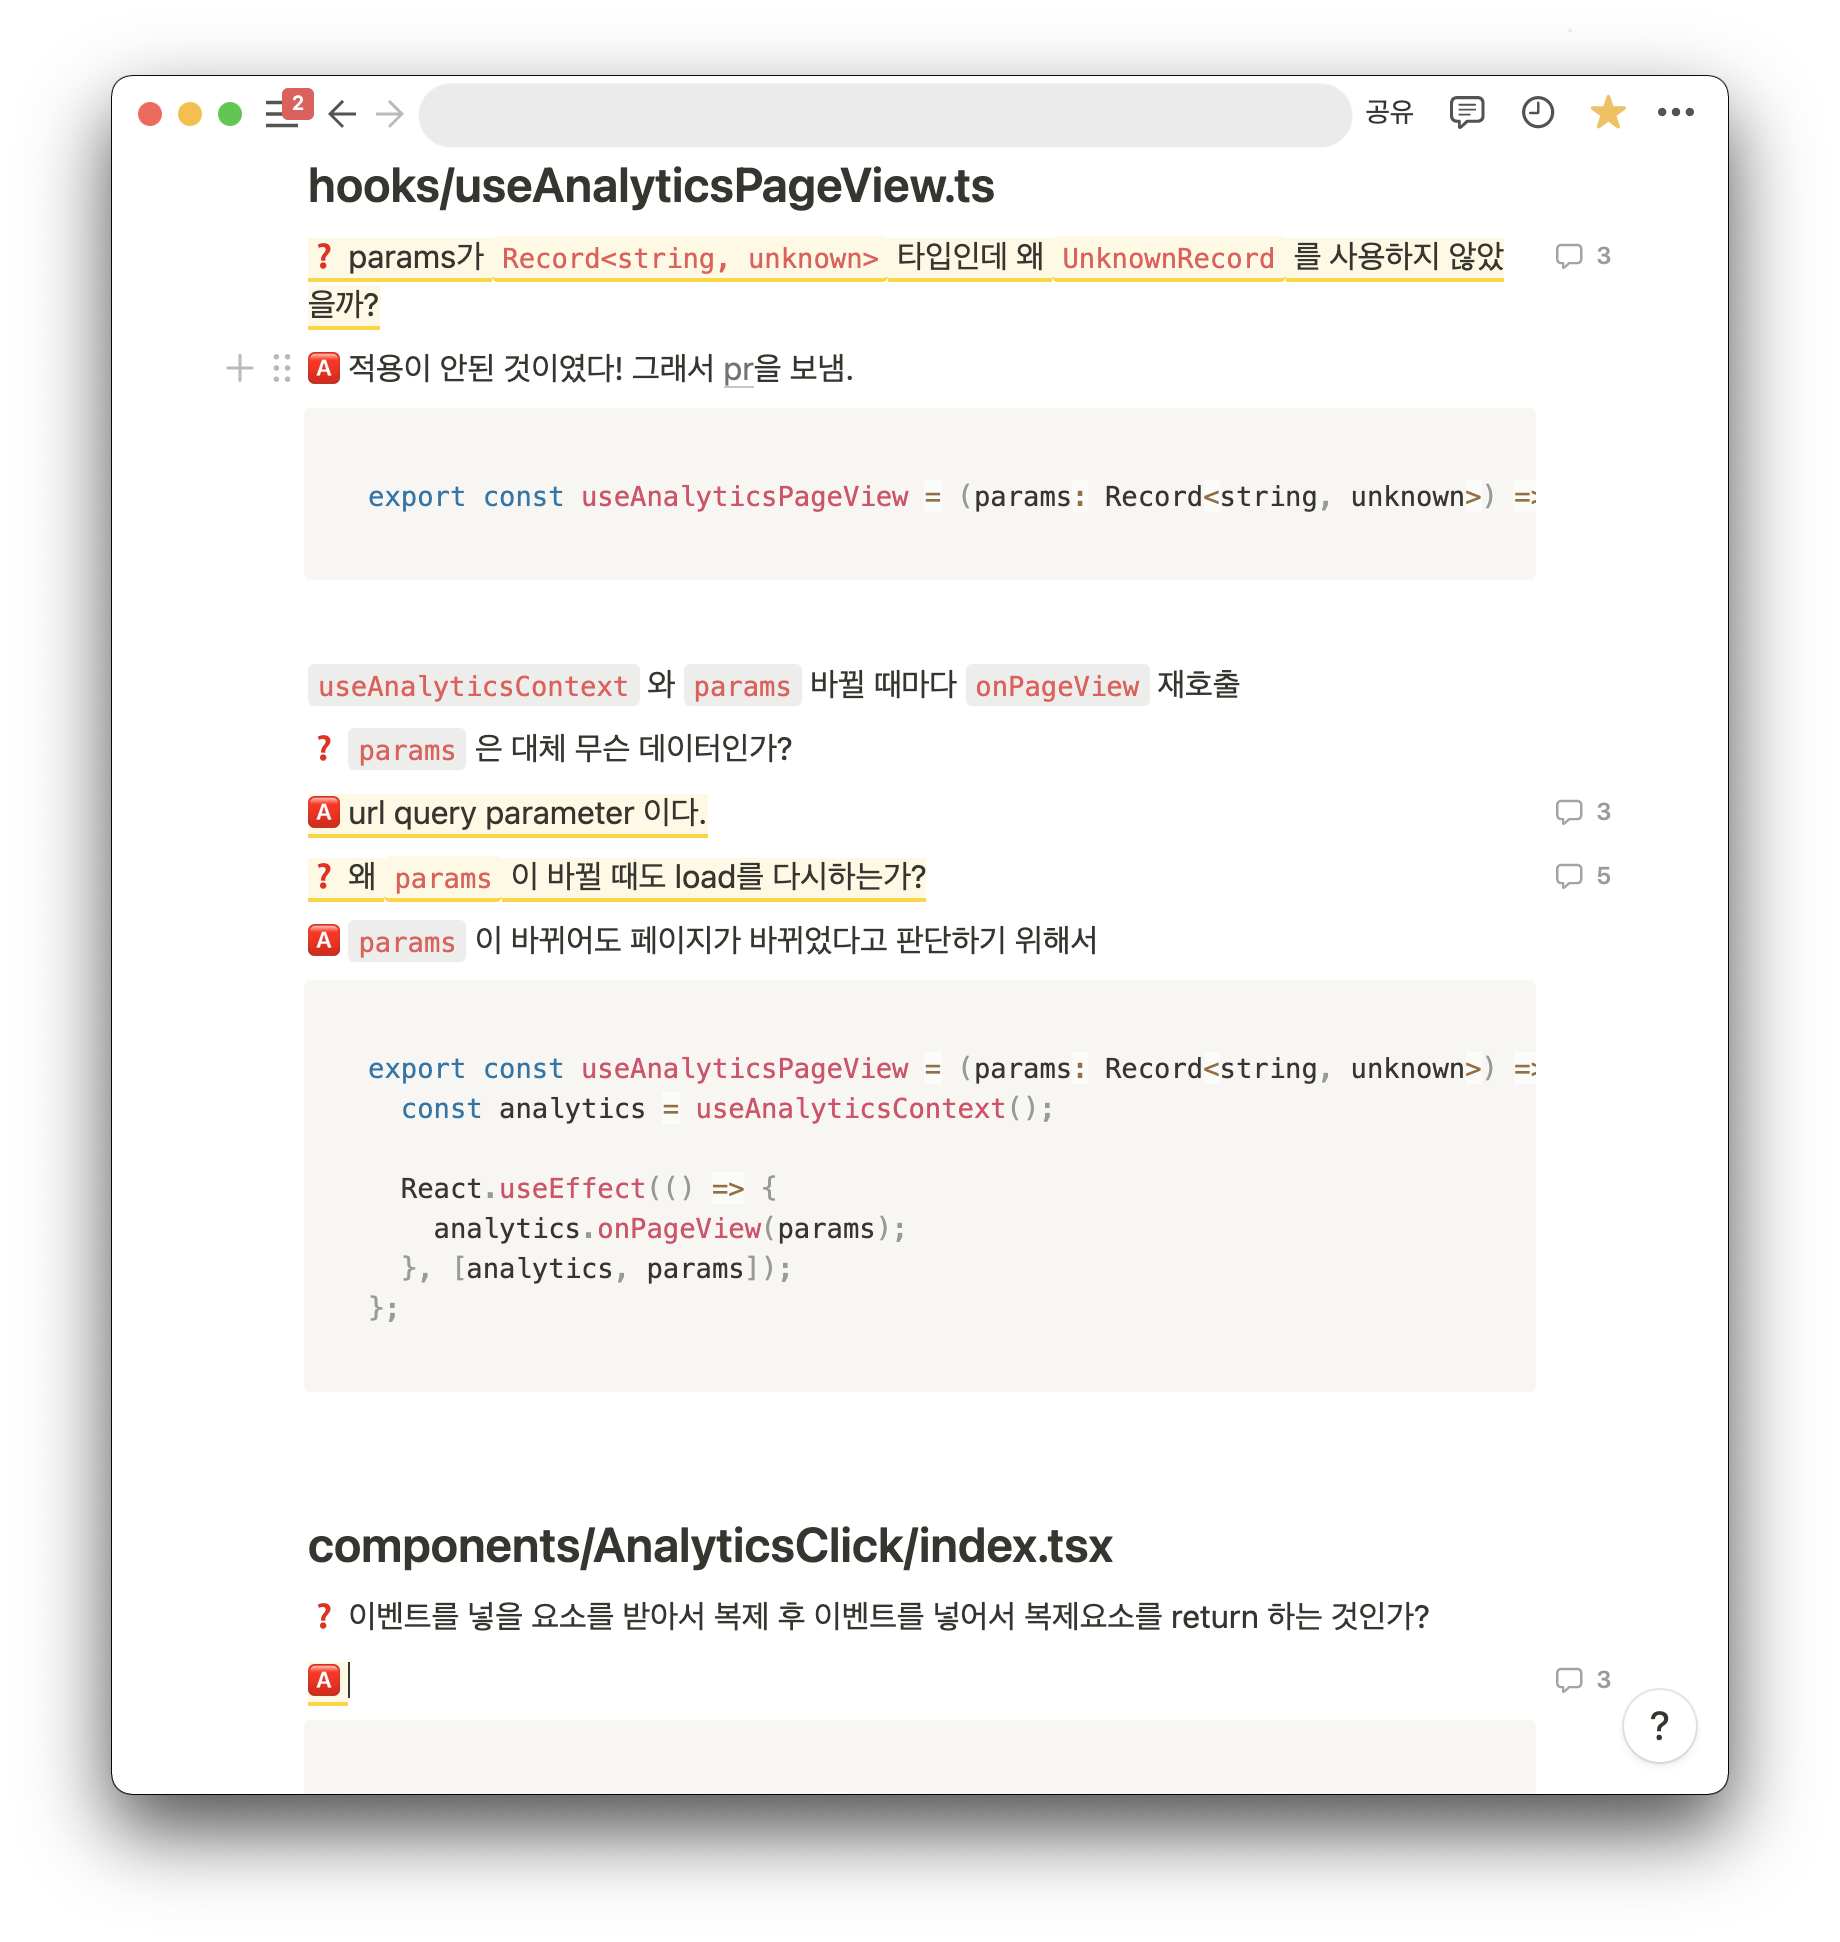 2
공유
hooks/useAnalyticsPageView.ts
❓ params가 Record<string, unknown> 타입인데 왜 UnknownRecord 를 사용하지 않았
을까?
3
🅰 적용이 안된 것이였다! 그래서 pr을 보냄.
export const useAnalyticsPageView = (params: Record<string, unknown>) =>
useAnalyticsContext 와 params 바뀔 때마다 onPageView 재호출
❓ params 은 대체 무슨 데이터인가?
🅰 url query parameter 이다.
3
❓ 왜 params 이 바뀔 때도 load를 다시하는가?
5
🅰 params 이 바뀌어도 페이지가 바뀌었다고 판단하기 위해서
export const useAnalyticsPageView = (params: Record<string, unknown>) =>
const analytics = useAnalyticsContext();
React.useEffect(() => {
analytics.onPageView(params);
}, [analytics, params]);
};
components/AnalyticsClick/index.tsx
❓ 이벤트를 넣을 요소를 받아서 복제 후 이벤트를 넣어서 복제요소를 return 하는 것인가?
🅰
3
?